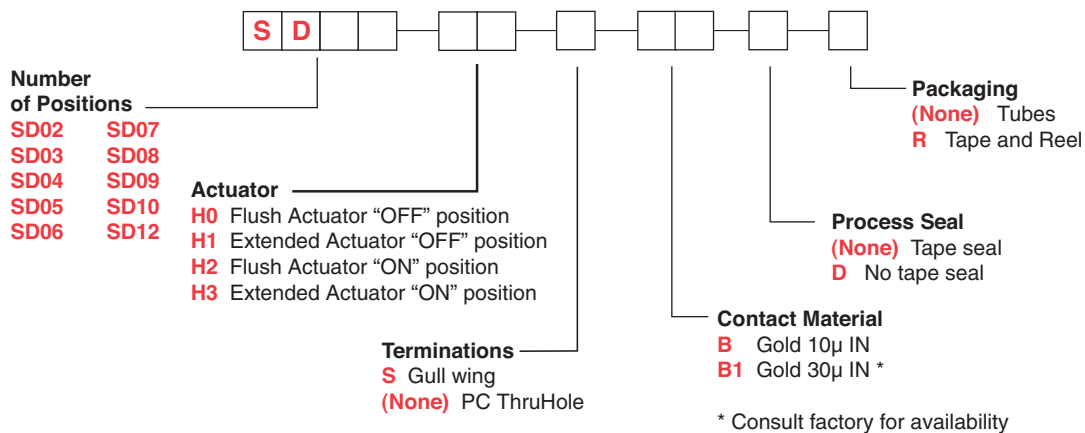 S D
Number
of Positions
SD02 SD07
SD03 SD08
SD04 SD09
SD05 SD10
SD06 SD12
Actuator
H0 Flush Actuator “OFF” position
H1 Extended Actuator “OFF” position
H2 Flush Actuator “ON” position
H3 Extended Actuator “ON” position
Terminations
S Gull wing
(None) PC ThruHole
Contact Material
B Gold 10µ IN
B1 Gold 30µ IN *
* Consult factory for availability
Process Seal
(None) Tape seal
D No tape seal
Packaging
(None) Tubes
R Tape and Reel